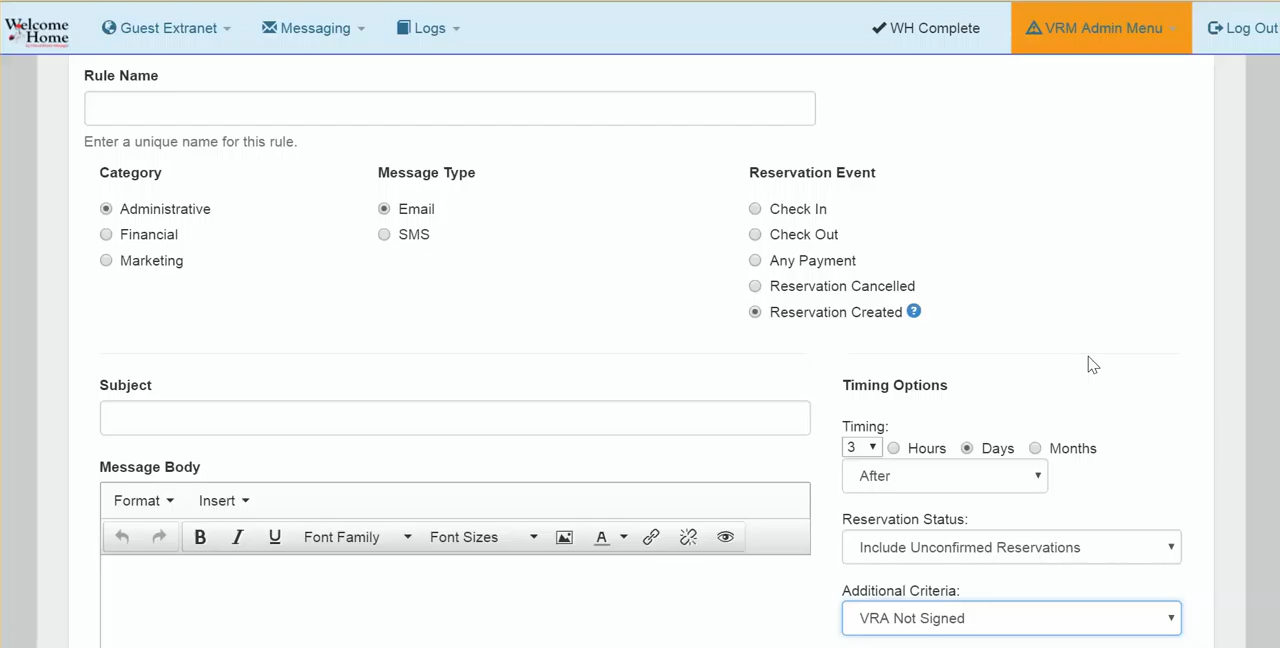 Welcome
Home
Guest Extranet
Messaging
Logs
WH Complete
VRM Admin Menu
Log Out
Rule Name
Enter a unique name for this rule.
Category
Message Type
Reservation Event
Administrative
Email
Check In
Financial
SMS
Check Out
Marketing
Any Payment
Reservation Cancelled
Reservation Created ?
Subject
Timing Options
Timing:
3 Hours Days Months
Message Body
After
Format
Insert
Reservation Status:
B I U Font Family Font Sizes A
Include Unconfirmed Reservations
Additional Criteria:
VRA Not Signed